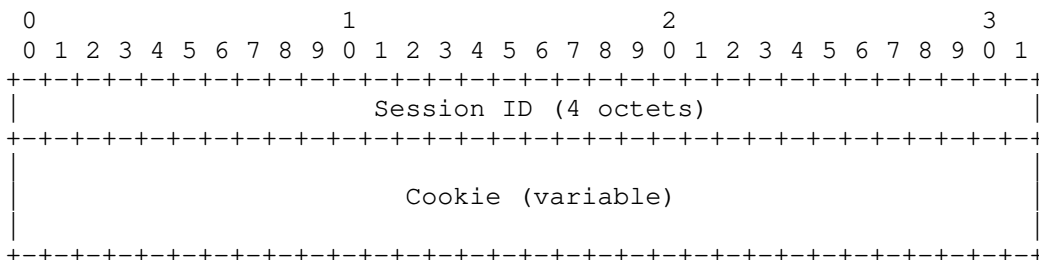 0                   1                   2                   3
0 1 2 3 4 5 6 7 8 9 0 1 2 3 4 5 6 7 8 9 0 1 2 3 4 5 6 7 8 9 0 1
+-+-+-+-+-+-+-+-+-+-+-+-+-+-+-+-+-+-+-+-+-+-+-+-+-+-+-+-+-+-+-+-+
|                      Session ID (4 octets)                    |
+-+-+-+-+-+-+-+-+-+-+-+-+-+-+-+-+-+-+-+-+-+-+-+-+-+-+-+-+-+-+-+-+
|                                                               |
|                        Cookie (variable)                      |
|                                                               |
+-+-+-+-+-+-+-+-+-+-+-+-+-+-+-+-+-+-+-+-+-+-+-+-+-+-+-+-+-+-+-+-+